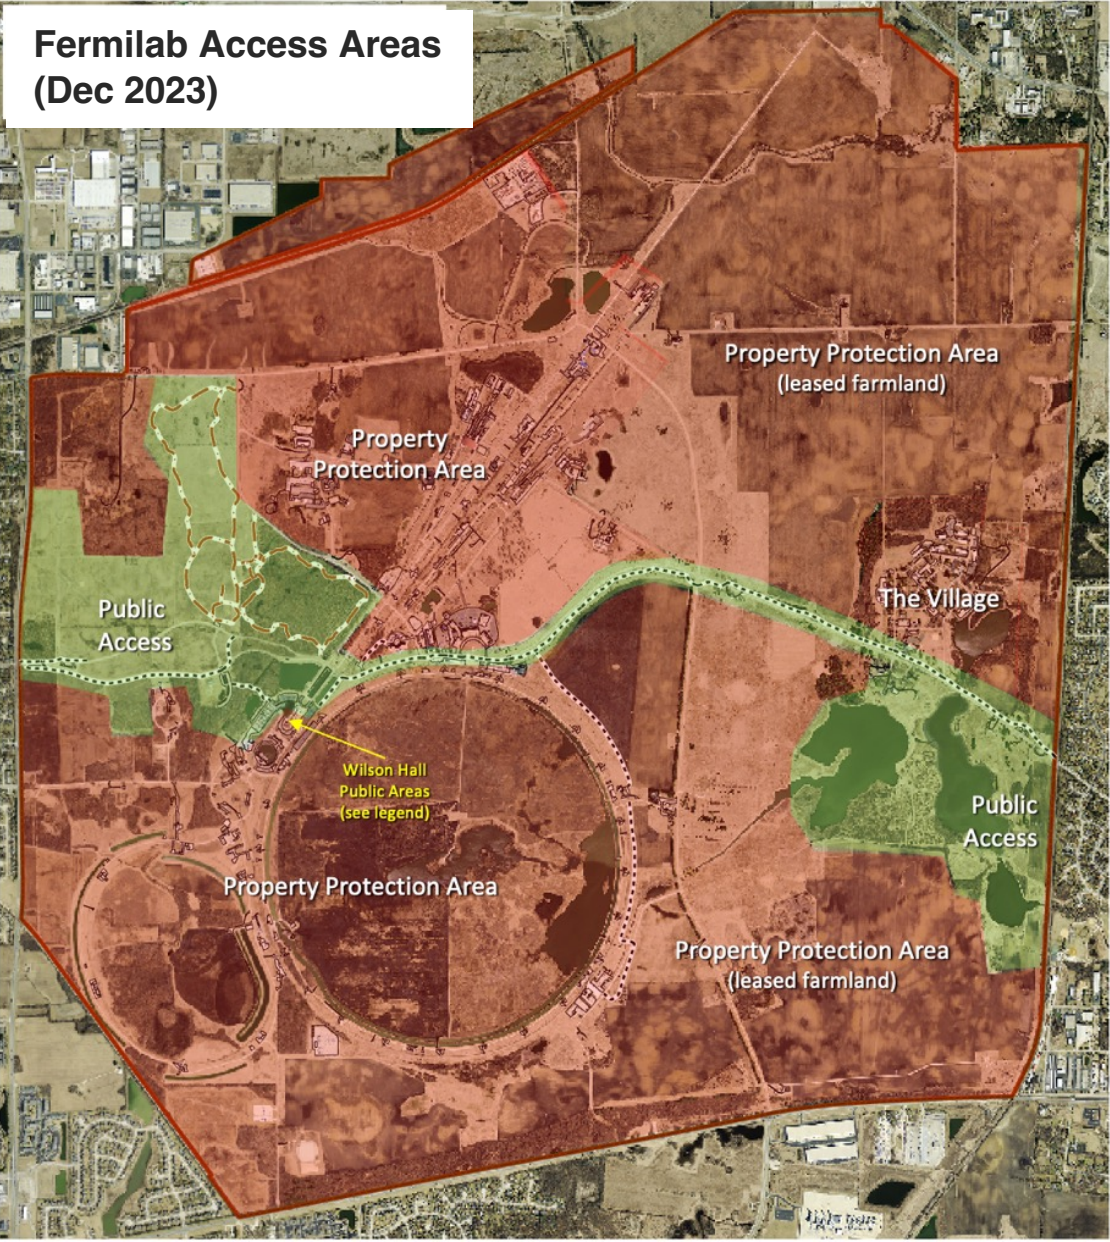 Fermilab Access Areas
(Dec 2023)
Property Protection Area
(leased farmland)
Property
Protection Area
The Village
Public
Access
Wilson Hall
Public Areas
(see legend)
Public
Access
Property Protection Area
Property Protection Area
(leased farmland)